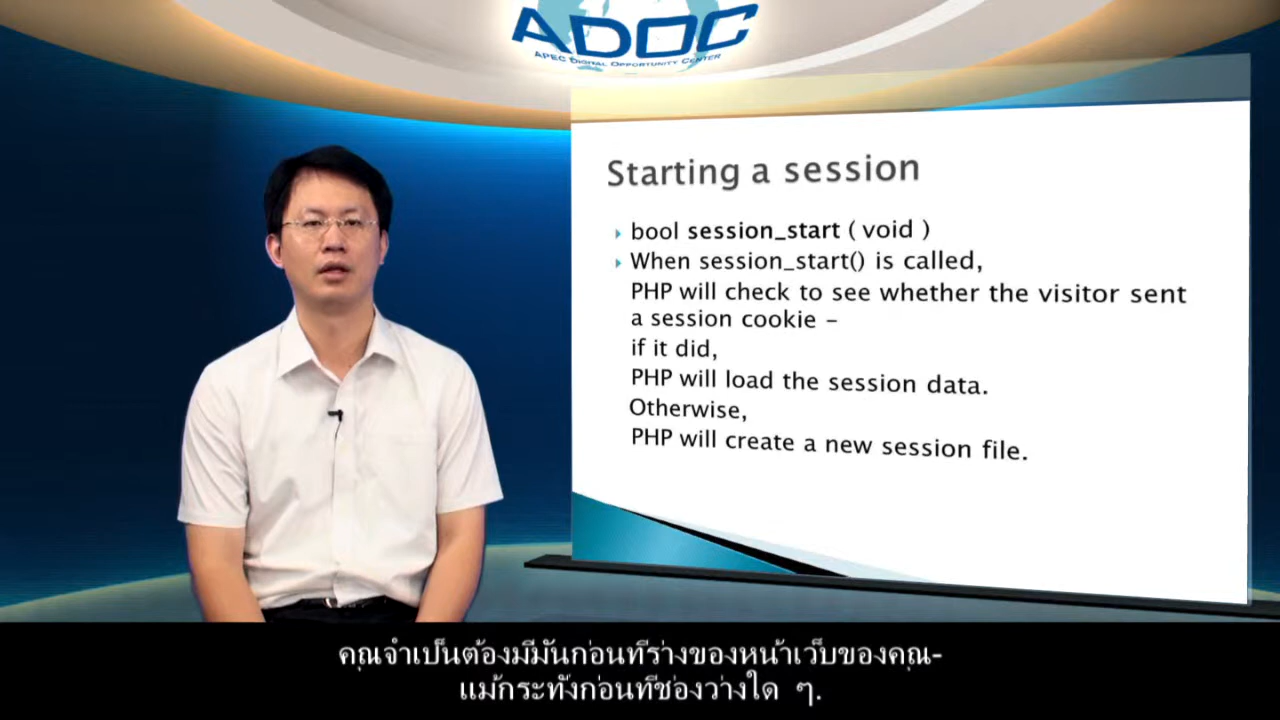 ADOC
APEC DIGITAL OPPORTUNITY CENTER
Starting a session
bool session_start ( void )
When session_start() is called,
PHP will check to see whether the visitor sent
a session cookie –
if it did,
PHP will load the session data.
Otherwise,
PHP will create a new session file.
คุณจำเป็นต้องมีมันก่อนที่ร่างของหน้าเว็บของคุณ-
แม้กระทั่งก่อนที่ช่องว่างใด ๆ.